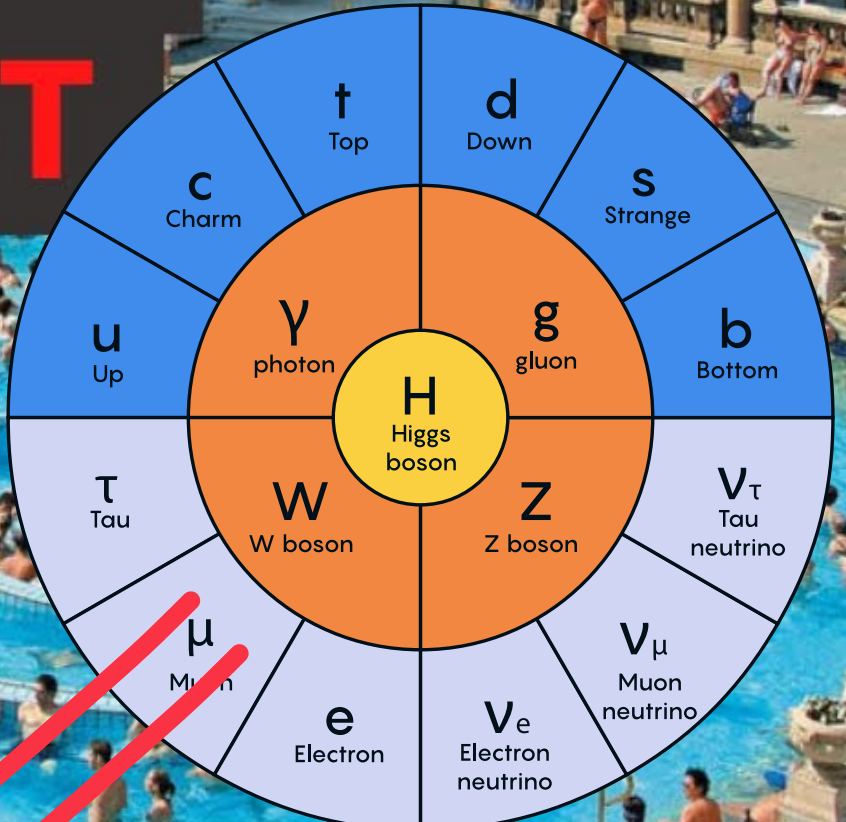 T
t
Top
d
Down
c
Charm
s
Strange
u
Up
γ
photon
g
gluon
b
Bottom
H
Higgs
boson
τ
Tau
W
W boson
Z
Z boson
ντ
Tau
neutrino
μ
Muon
e
Electron
νe
Electron
neutrino
νμ
Muon
neutrino